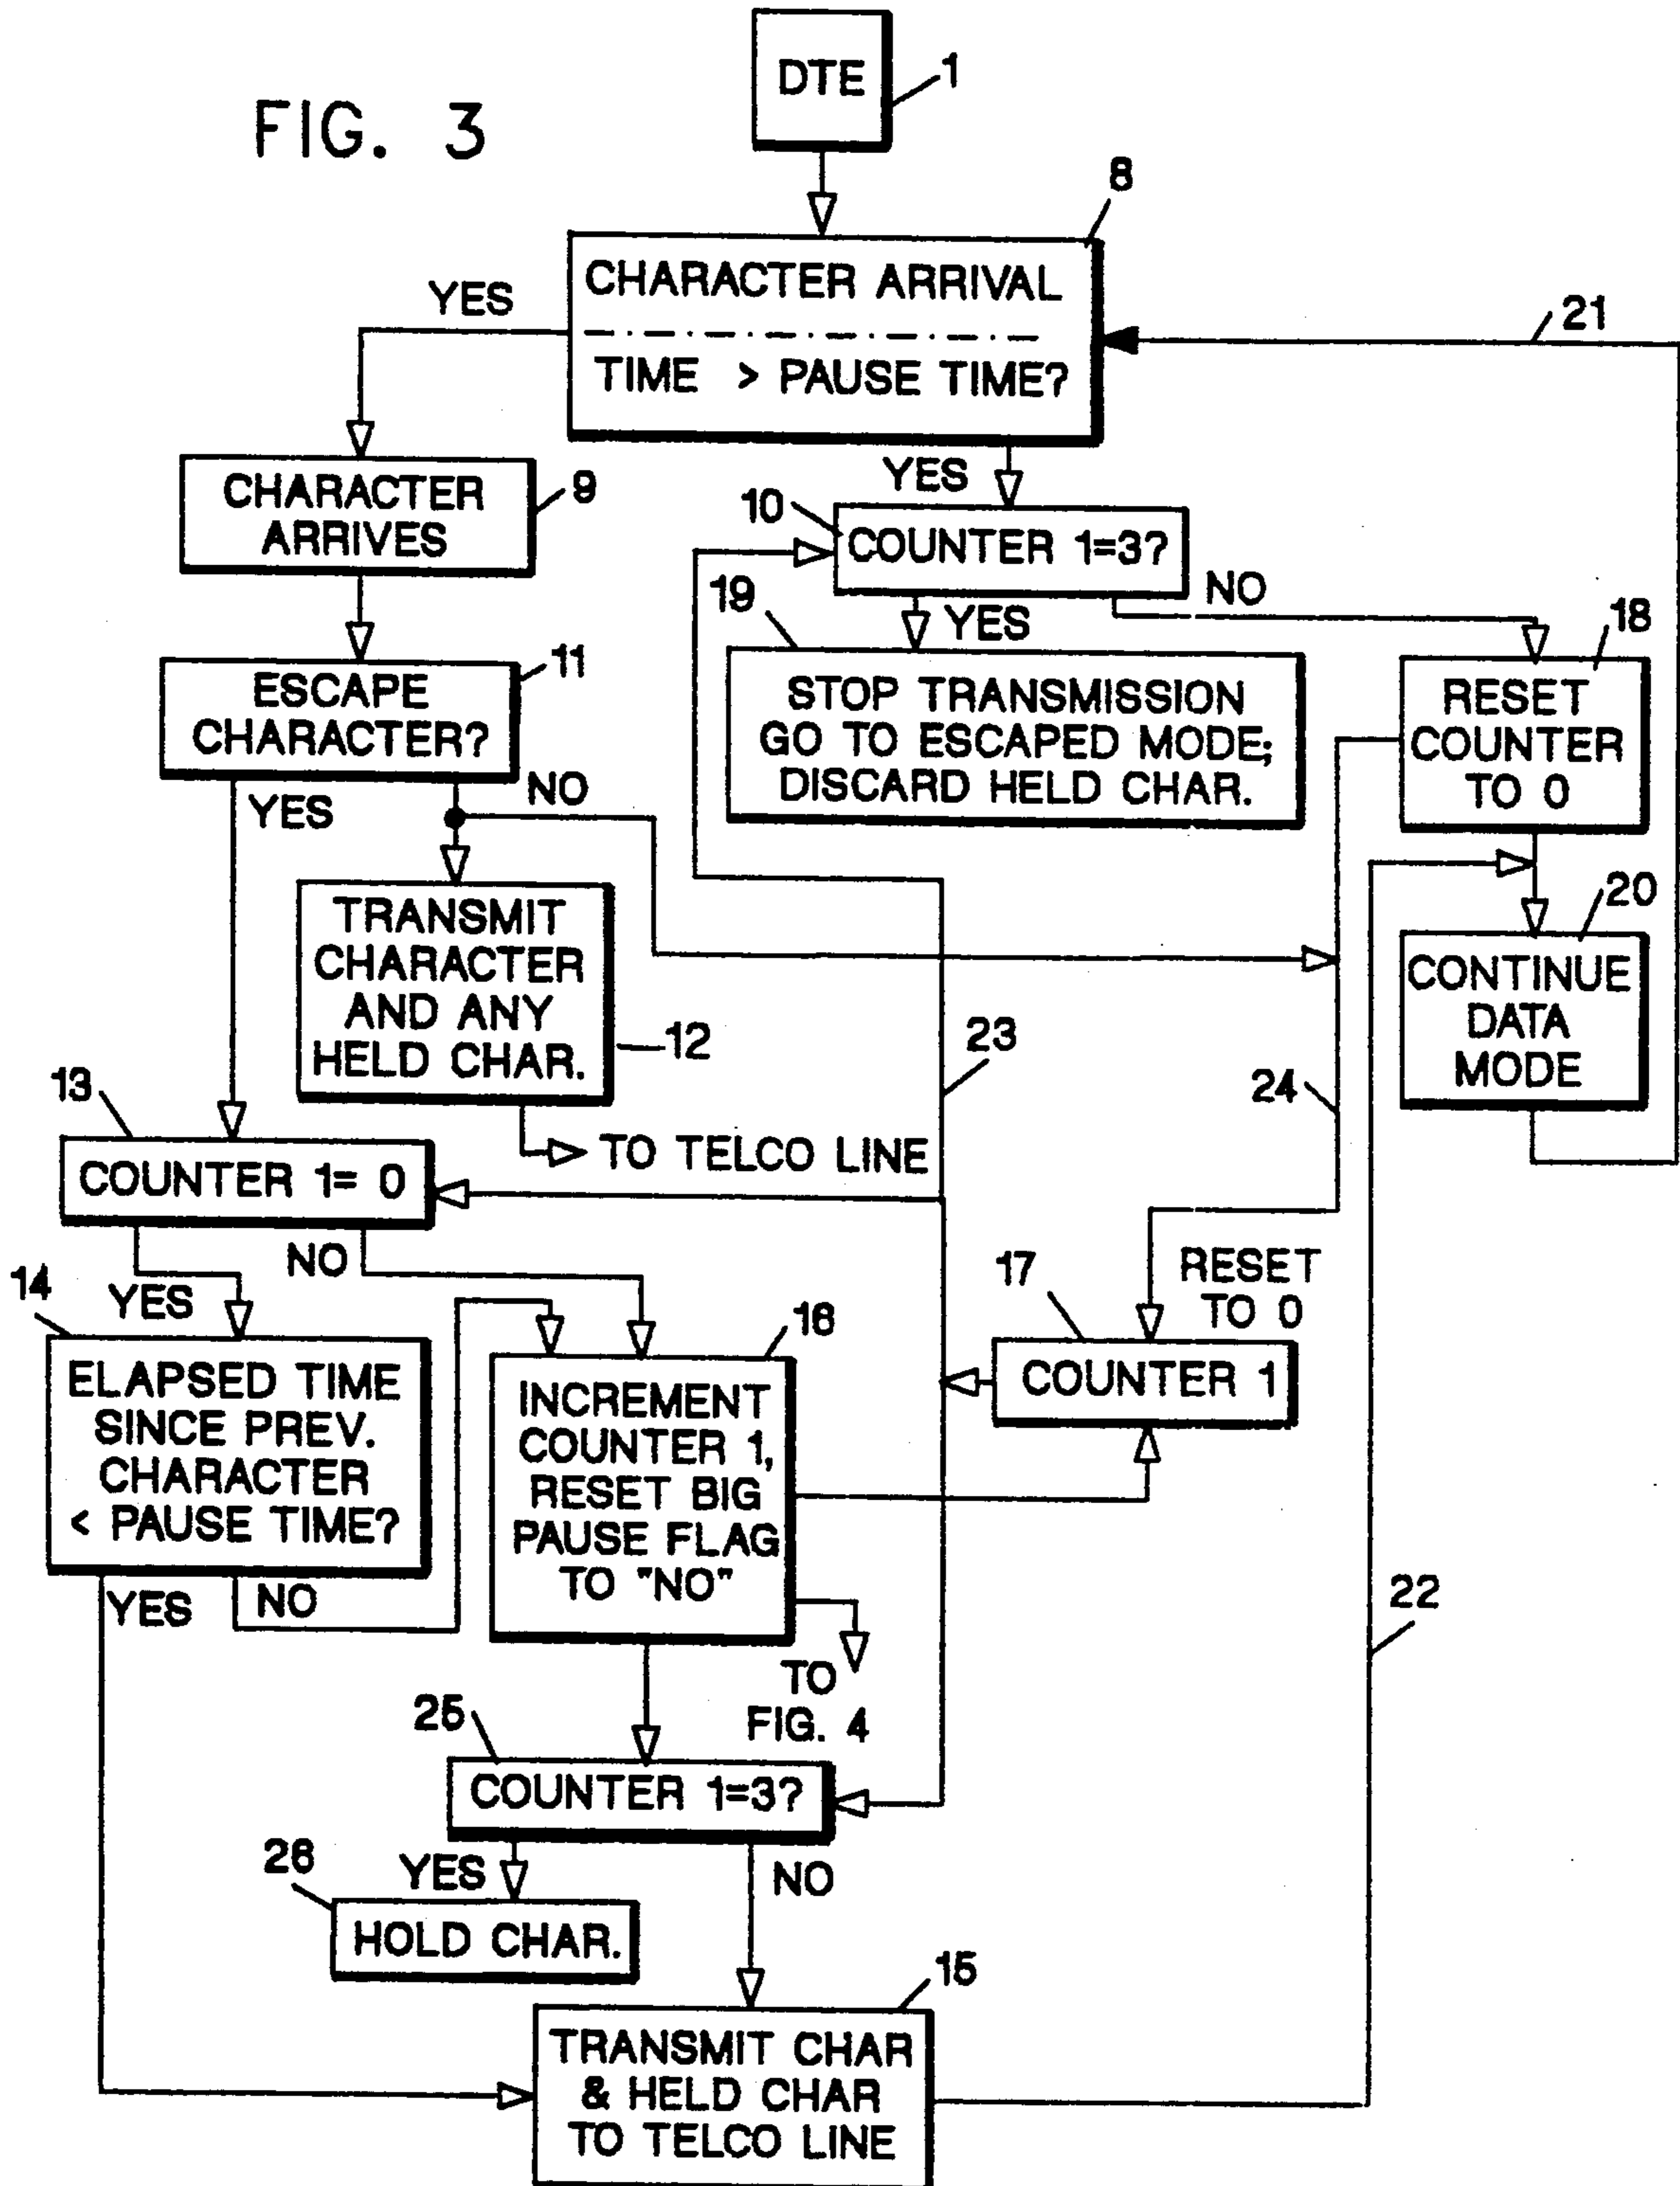 FIG. 3
DTE
1
8
CHARACTER ARRIVAL
TIME > PAUSE TIME?
YES
21
YES
CHARACTER
ARRIVES
9
10
COUNTER 1=3?
NO
19
YES
18
ESCAPE
CHARACTER?
11
STOP TRANSMISSION
GO TO ESCAPED MODE;
DISCARD HELD CHAR.
RESET
COUNTER
TO 0
YES
NO
20
TRANSMIT
CHARACTER
AND ANY
HELD CHAR.
12
CONTINUE
DATA
MODE
23
24
13
TO TELCO LINE
COUNTER 1= 0
NO
YES
14
RESET
TO 0
17
16
COUNTER 1
ELAPSED TIME
SINCE PREV.
CHARACTER
< PAUSE TIME?
INCREMENT
COUNTER 1,
RESET BIG
PAUSE FLAG
TO "NO"
YES
NO
22
TO
FIG. 4
25
COUNTER 1=3?
26
YES
NO
HOLD CHAR.
15
TRANSMIT CHAR
& HELD CHAR
TO TELCO LINE